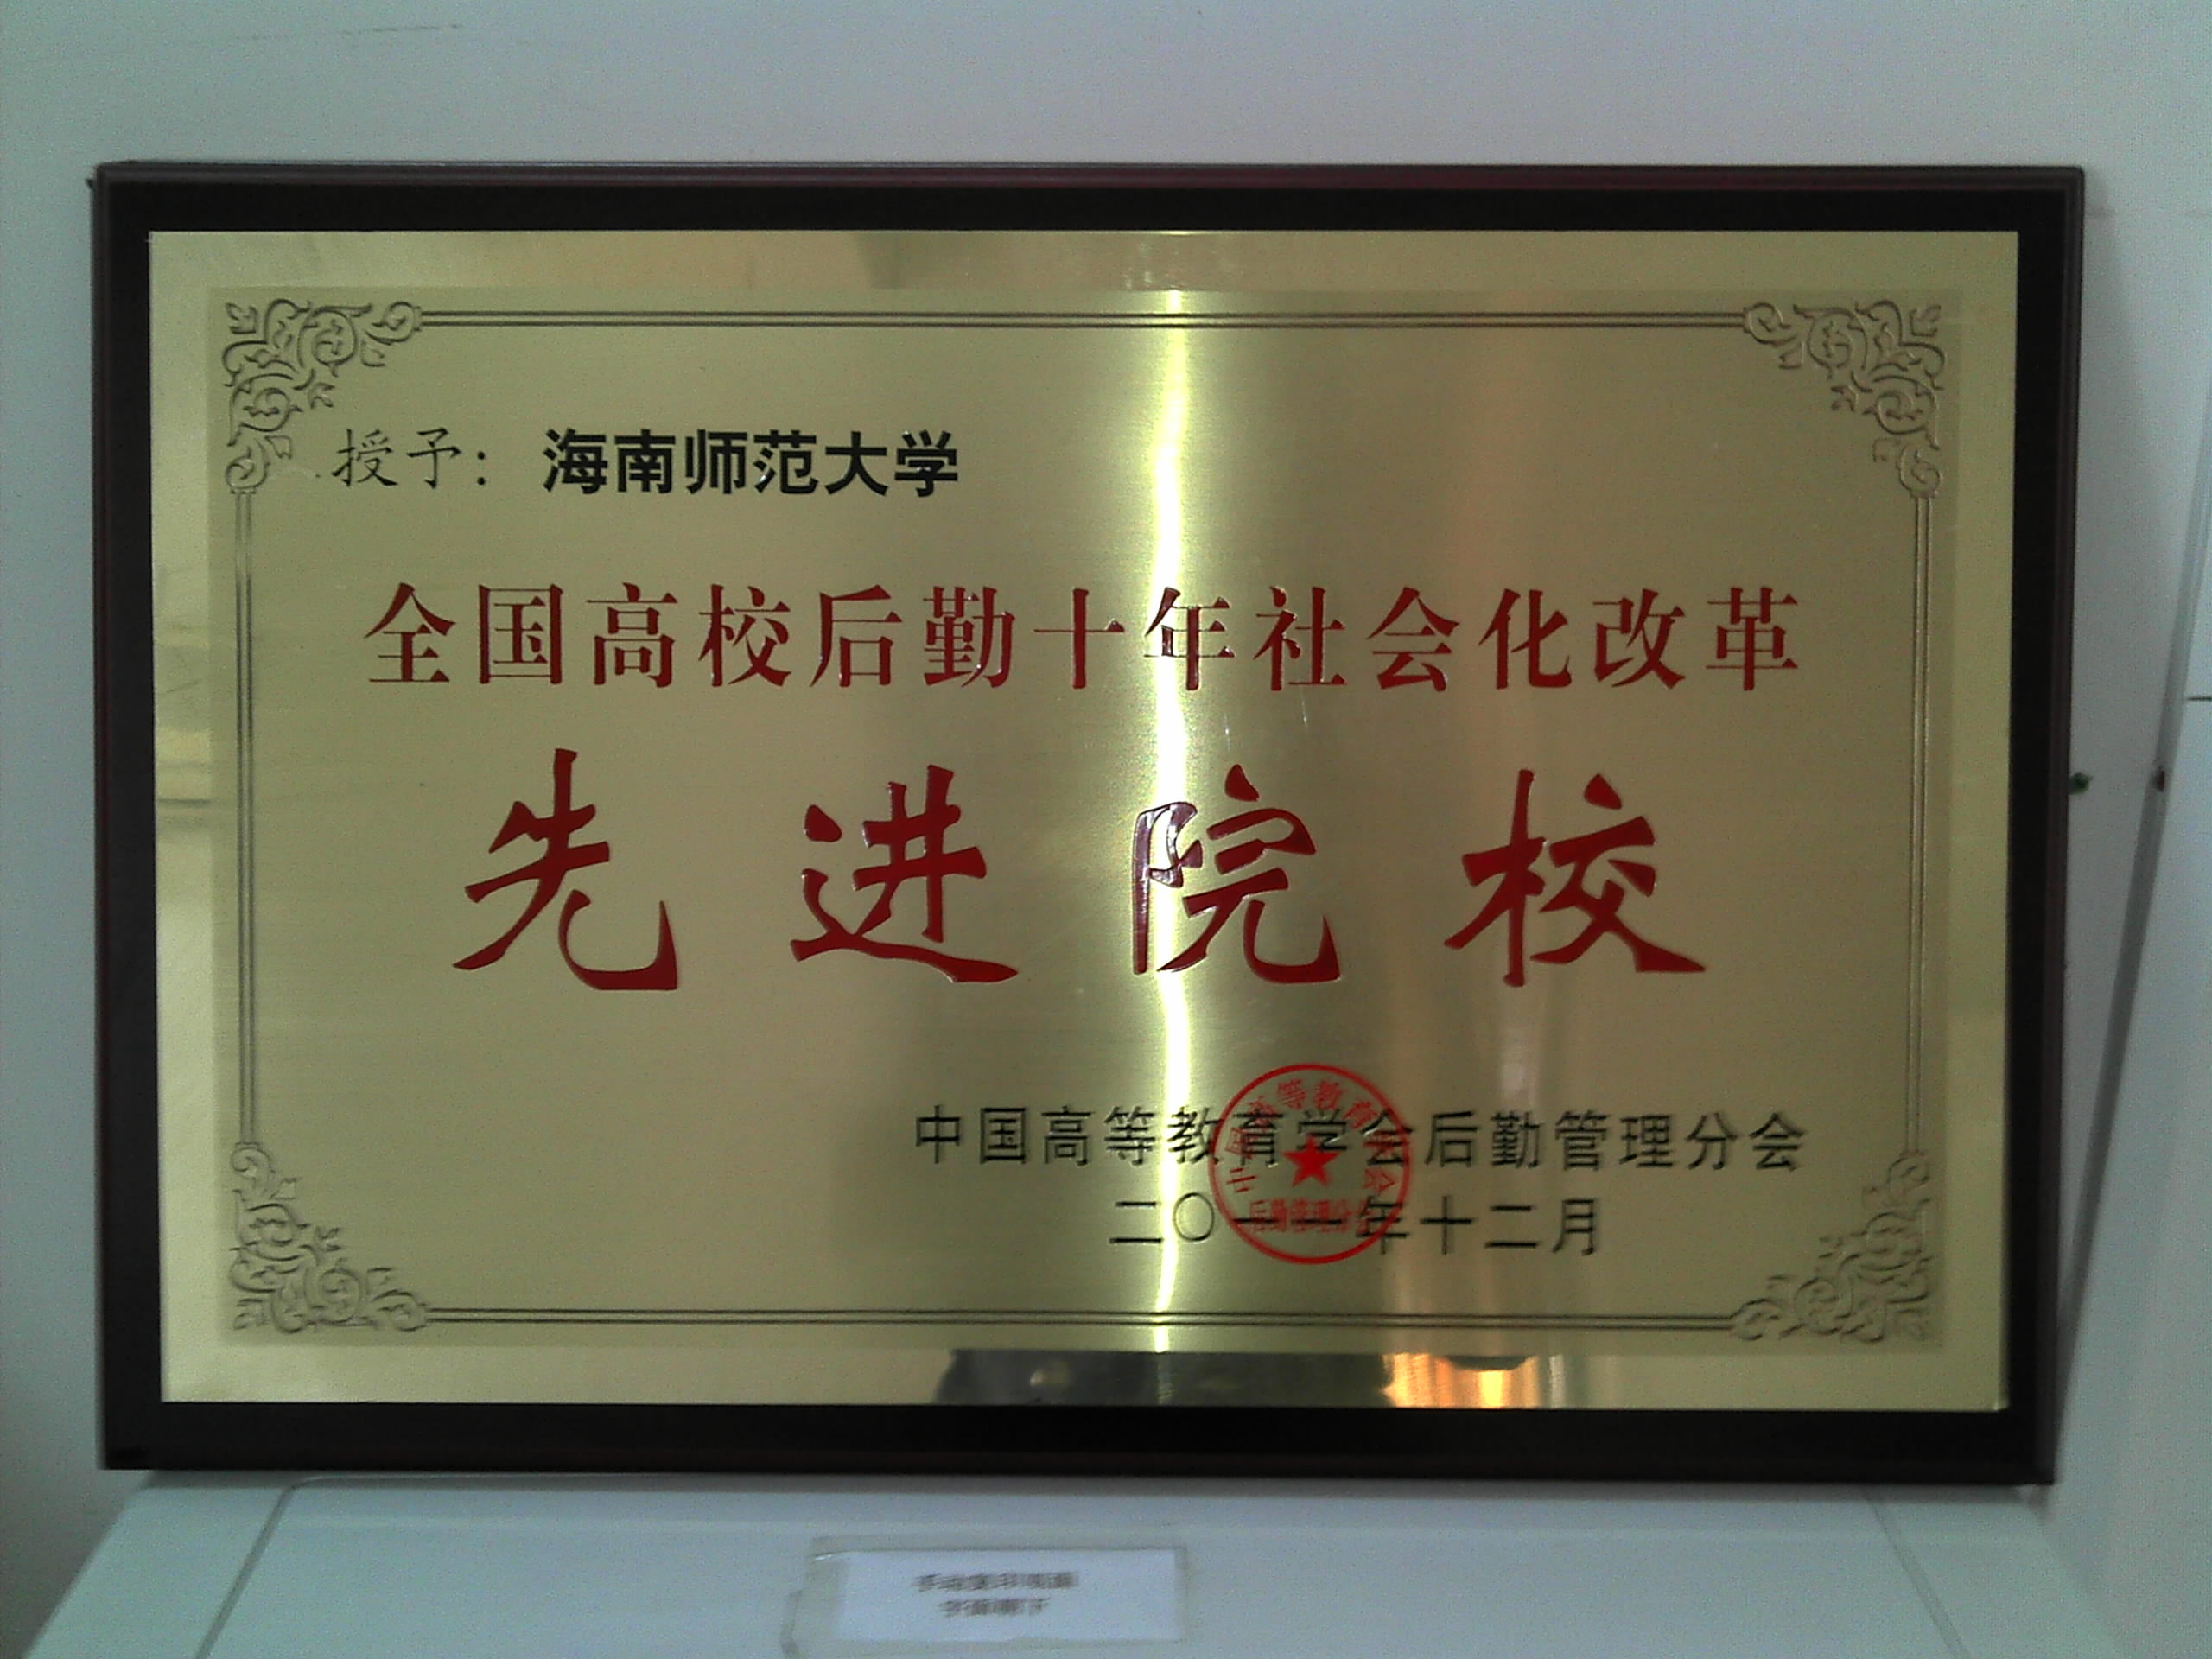 授予：海南师范大学
全国高校后勤十年社会化改革
先进院校
中国高等教育学会后勤管理分会
二〇一一年十二月